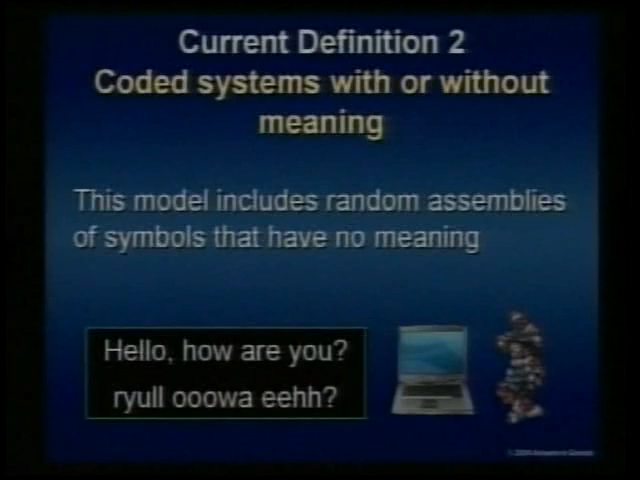 Current Definition 2
Coded systems with or without
meaning
This model includes random assemblies
of symbols that have no meaning
Hello, how are you?
ryull ooowa eehh?